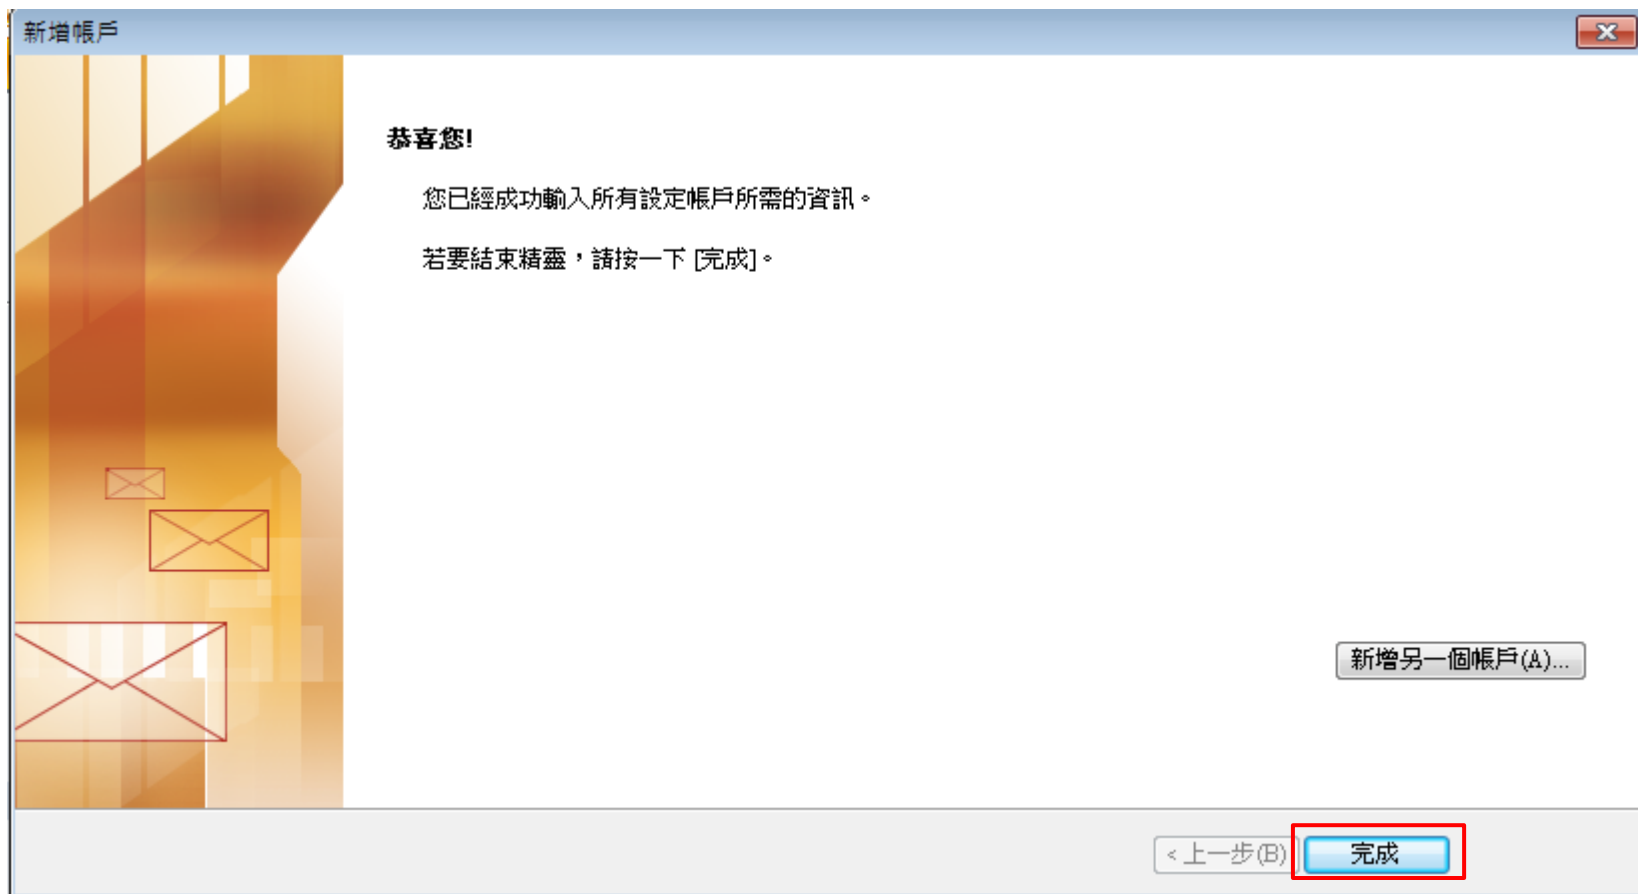 新增帳戶
恭喜您!
您已經成功輸入所有設定帳戶所需的資訊。
若要結束精靈，請按一下 [完成]。
新增另一個帳戶(A)...
< 上一步(B)
完成